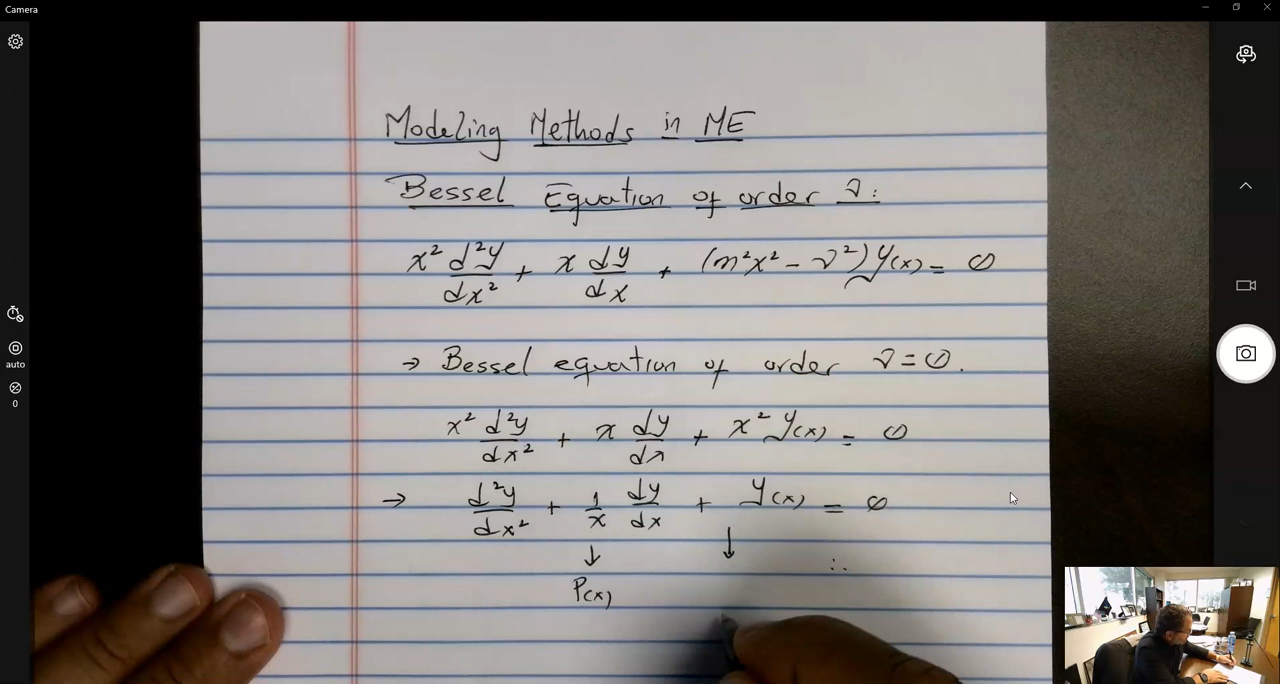 Camera
auto
0
Modeling Methods in ME
Bessel Equation of order ν:
x² d²y/dx² + x dy/dx + (m²x² - ν²) y(x) = 0
→ Bessel equation of order ν = 0.
x² d²y/dx² + x dy/dx + x² y(x) = 0
→ d²y/dx² + 1/x dy/dx + y(x) = 0
↓ ↓ ∴
P(x)